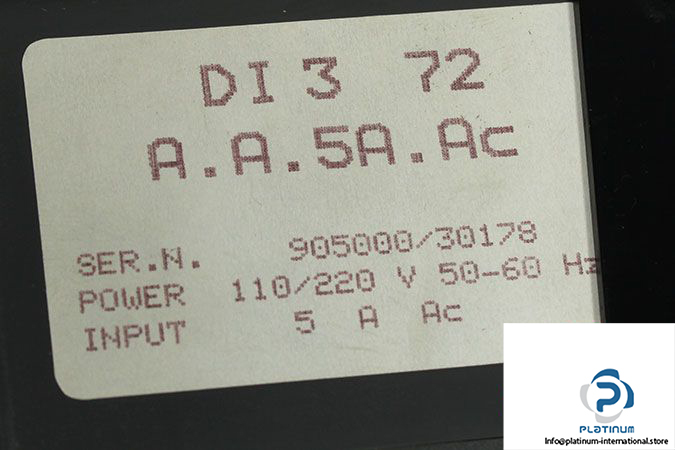 DI 3 72
A.A.5A.Ac
SER.N. 905000/30178
POWER 110/220 V 50-60 Hz
INPUT 5 A Ac
PLATINUM
Info@platinum-international.store